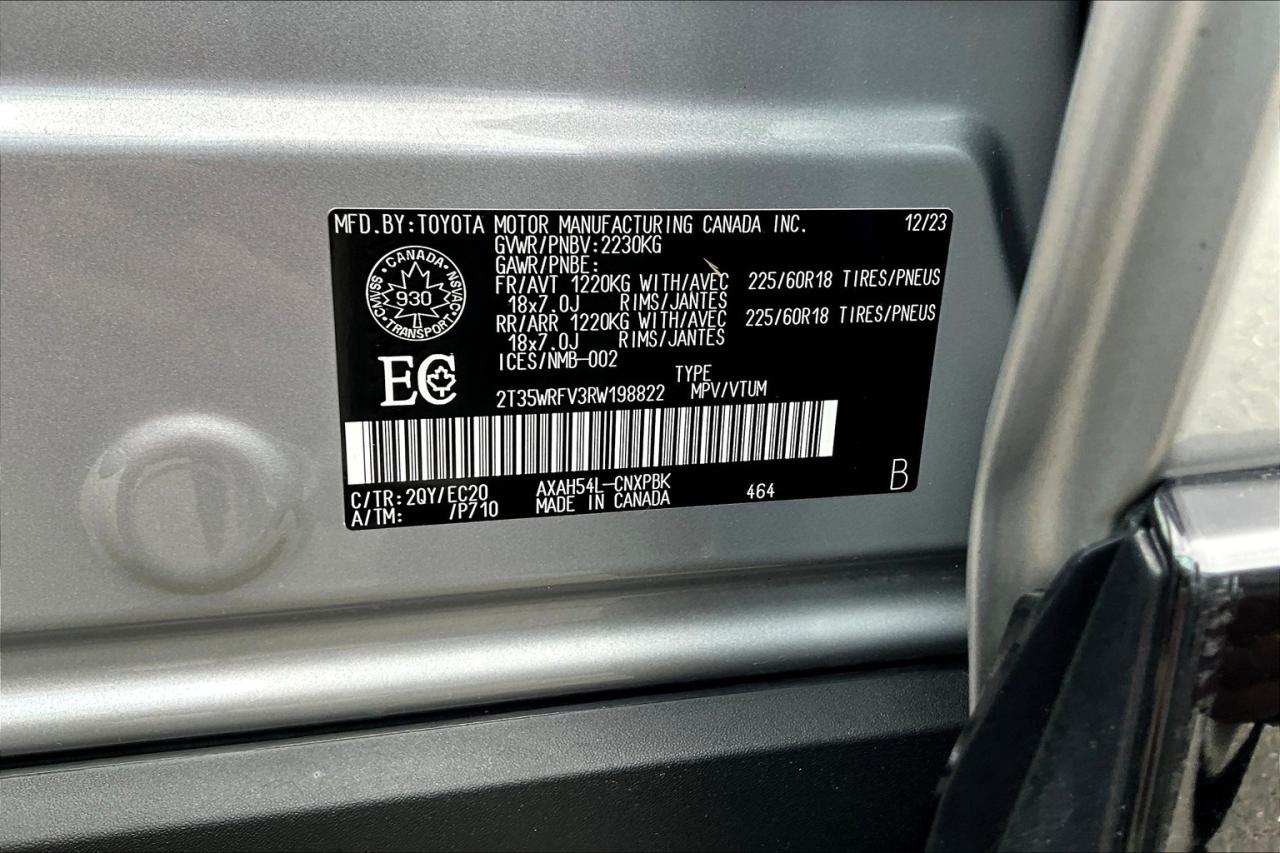 MFD.BY:TOYOTA MOTOR MANUFACTURING CANADA INC. 12/23
GVWR/PNBV:2230KG
GAWR/PNBE:
FR/AVT 1220KG WITH/AVEC 225/60R18 TIRES/PNEUS
18x7.0J RIMS/JANTES
RR/ARR 1220KG WITH/AVEC 225/60R18 TIRES/PNEUS
18x7.0J RIMS/JANTES
ICES/NMB-002
CANADA
CMVSS/NSVAC
930
TRANSPORT
EC
TYPE
2T35WRFV3RW198822 MPV/VTUM
C/TR:2QY/EC20 AXAH54L-CNXPBK 464 B
A/TM: /P710 MADE IN CANADA